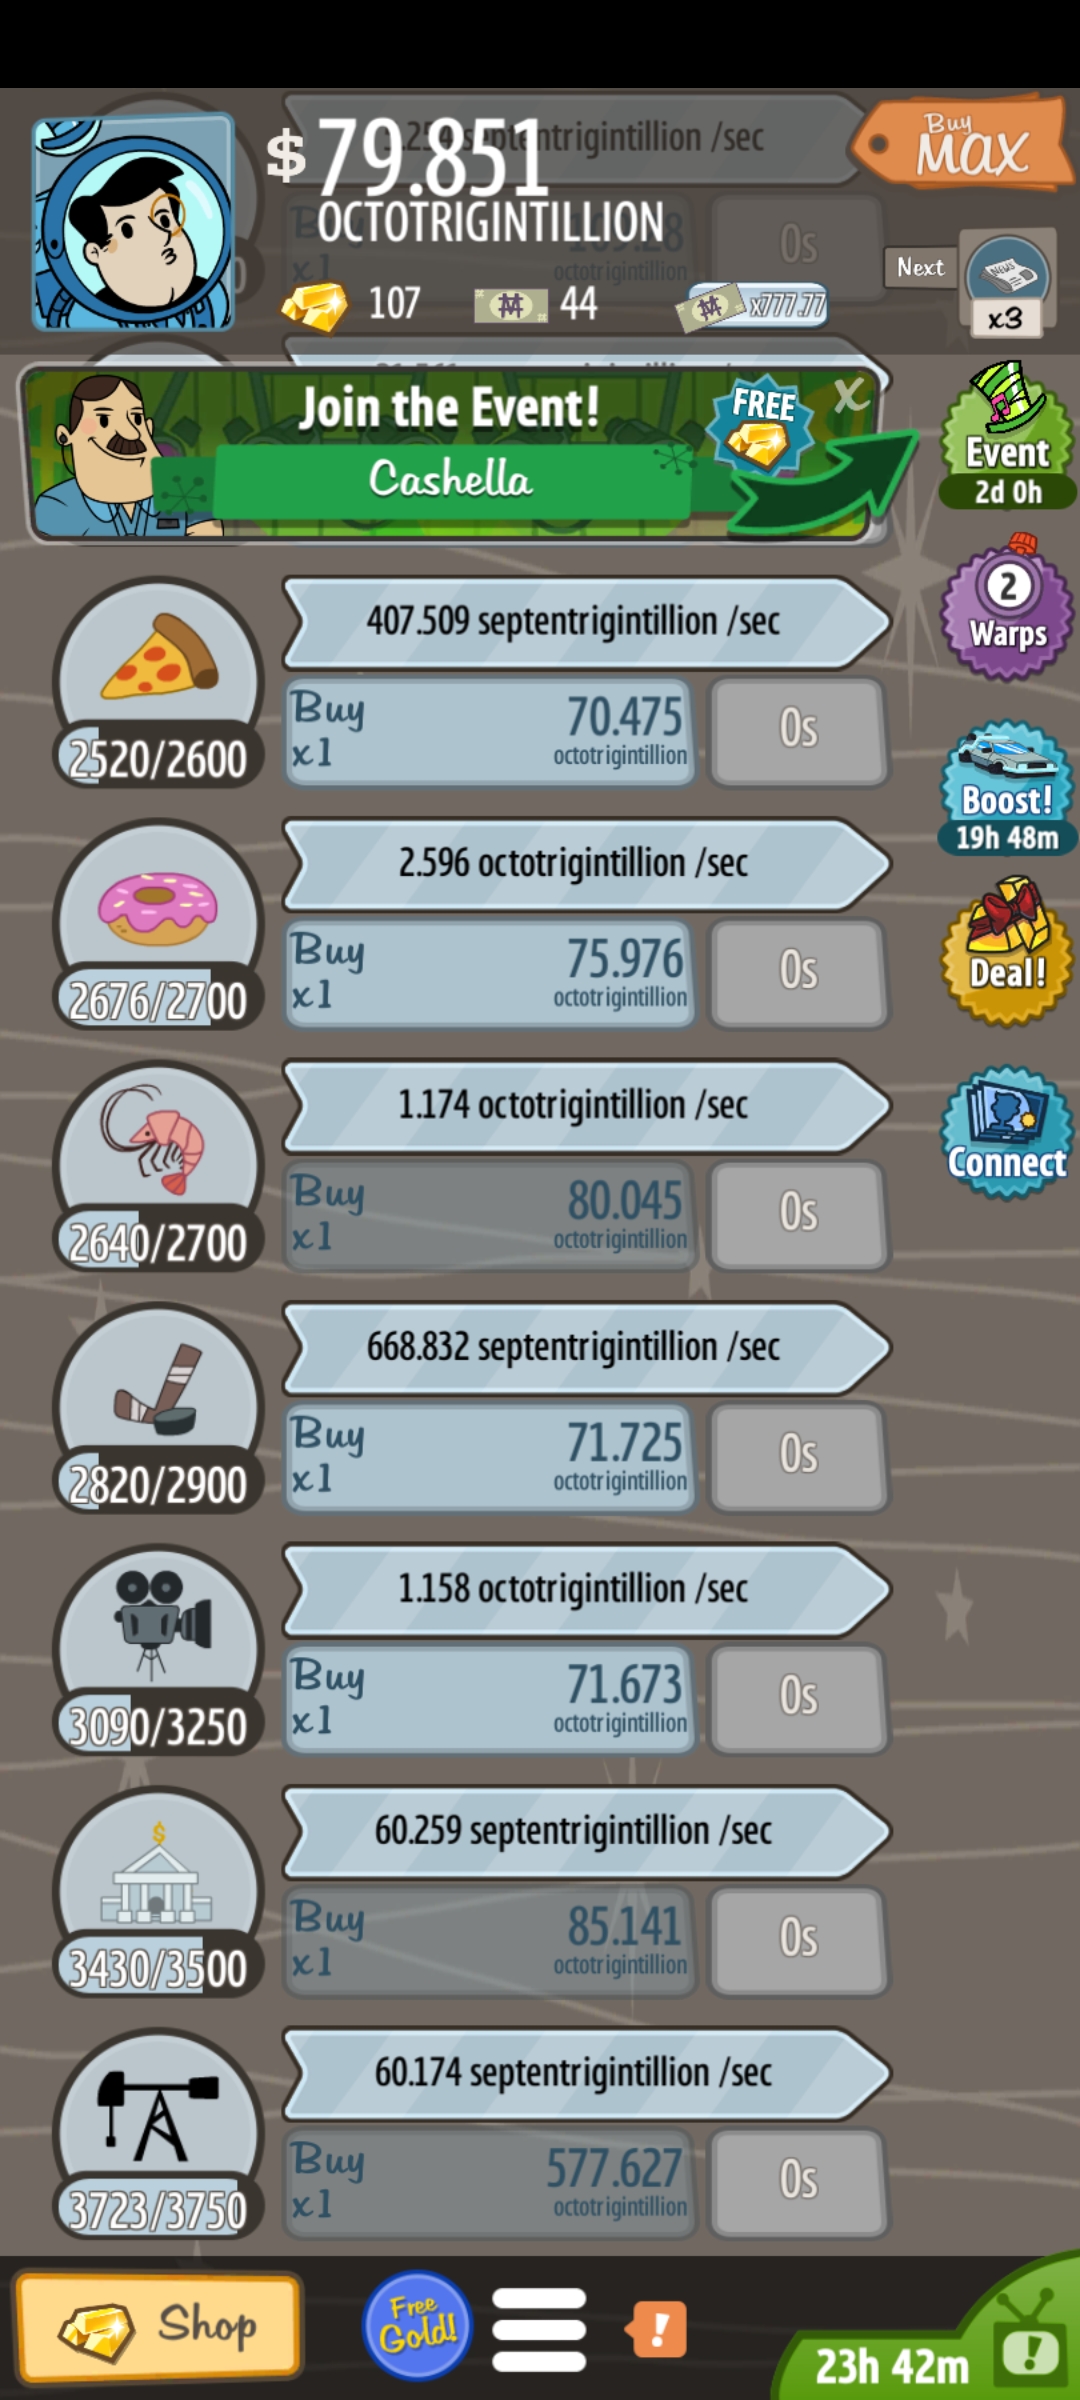 septentrigintillion /sec
$79.851
OCTOTRIGINTILLION
Buy
MAX
octotrigintillion
0s
x1
107
44
x777.77
Next
NEWS
x3
Join the Event!
Cashella
FREE
X
Event
2d 0h
407.509 septentrigintillion /sec
2520/2600
Buy
x1
70.475
octotrigintillion
0s
2
Warps
2.596 octotrigintillion /sec
2676/2700
Buy
x1
75.976
octotrigintillion
0s
Boost!
19h 48m
Deal!
1.174 octotrigintillion /sec
2640/2700
Buy
x1
80.045
octotrigintillion
0s
Connect
668.832 septentrigintillion /sec
2820/2900
Buy
x1
71.725
octotrigintillion
0s
1.158 octotrigintillion /sec
3090/3250
Buy
x1
71.673
octotrigintillion
0s
60.259 septentrigintillion /sec
$
3430/3500
Buy
x1
85.141
octotrigintillion
0s
60.174 septentrigintillion /sec
3723/3750
Buy
x1
577.627
octotrigintillion
0s
Shop
Free
Gold!
!
23h 42m
!